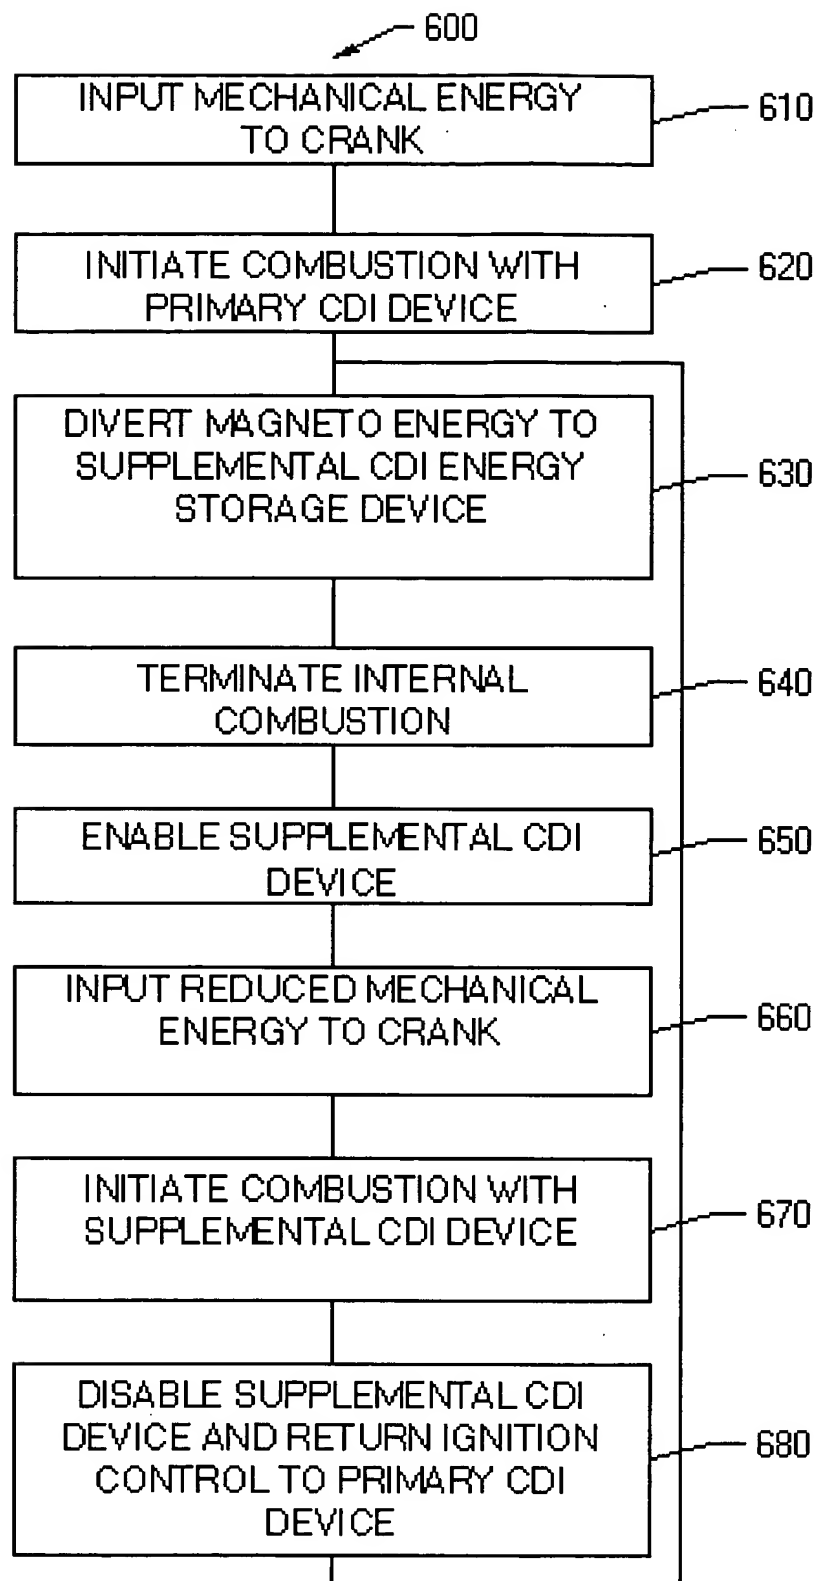 600
INPUT MECHANICAL ENERGY
TO CRANK
610
INITIATE COMBUSTION WITH
PRIMARY CDI DEVICE
620
DIVERT MAGNETO ENERGY TO
SUPPLEMENTAL CDI ENERGY
STORAGE DEVICE
630
TERMINATE INTERNAL
COMBUSTION
640
ENABLE SUPPLEMENTAL CDI
DEVICE
650
INPUT REDUCED MECHANICAL
ENERGY TO CRANK
660
INITIATE COMBUSTION WITH
SUPPLEMENTAL CDI DEVICE
670
DISABLE SUPPLEMENTAL CDI
DEVICE AND RETURN IGNITION
CONTROL TO PRIMARY CDI
DEVICE
680